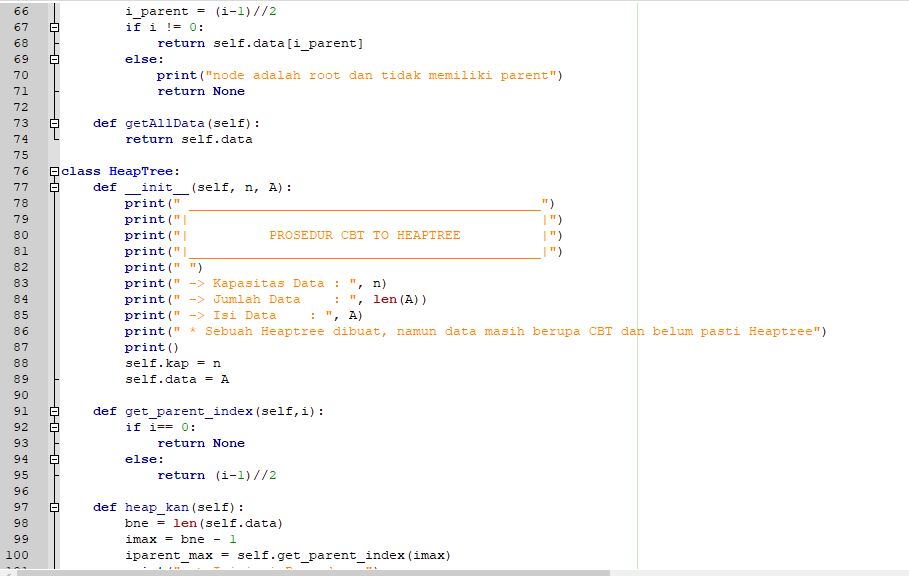 66 i_parent = (i-1)//2
67 if i != 0:
68 return self.data[i_parent]
69 else:
70 print("node adalah root dan tidak memiliki parent")
71 return None
72
73 def getAllData(self):
74 return self.data
75
76 class HeapTree:
77 def __init__(self, n, A):
78 print(" ____________________________________________")
79 print("| |")
80 print("| PROSEDUR CBT TO HEAPTREE |")
81 print("|____________________________________________|")
82 print(" ")
83 print(" -> Kapasitas Data : ", n)
84 print(" -> Jumlah Data : ", len(A))
85 print(" -> Isi Data : ", A)
86 print(" * Sebuah Heaptree dibuat, namun data masih berupa CBT dan belum pasti Heaptree")
87 print()
88 self.kap = n
89 self.data = A
90
91 def get_parent_index(self,i):
92 if i== 0:
93 return None
94 else:
95 return (i-1)//2
96
97 def heap_kan(self):
98 bne = len(self.data)
99 imax = bne - 1
100 iparent_max = self.get_parent_index(imax)